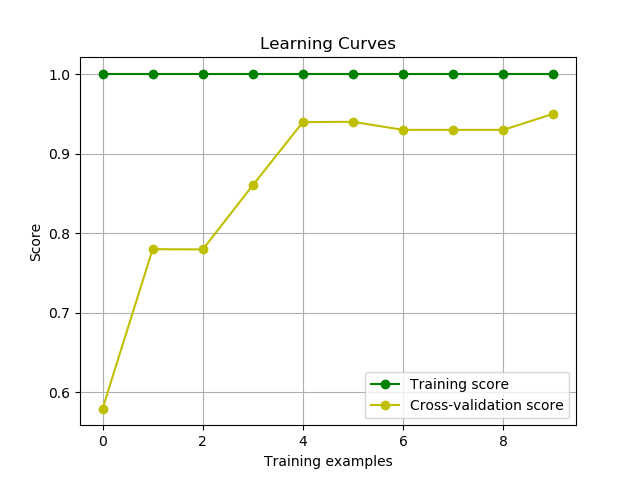 Learning Curves
1.0
0.9
0.8
0.7
0.6
Score
Training score
Cross-validation score
0 2 4 6 8
Training examples